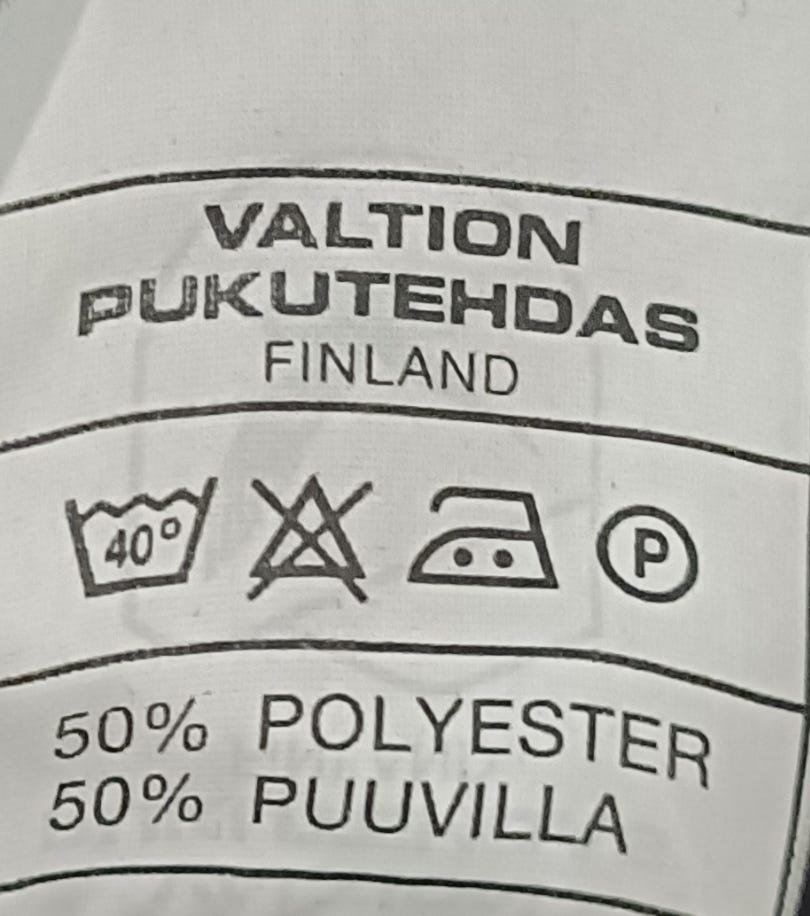 VALTION
PUKUTEHDAS
FINLAND
40° P
50% POLYESTER
50% PUUVILLA